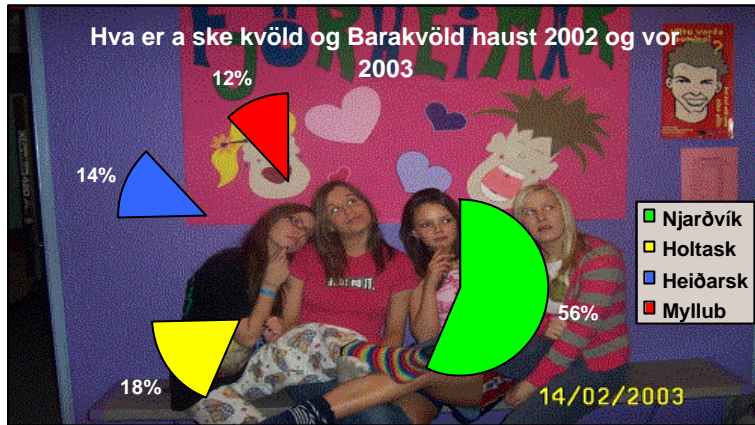 Hva er a ske kvöld og Barakvöld haust 2002 og vor
2003
12%
14%
18%
56%
Njarðvík
Holtask
Heiðarsk
Myllub
FJÖRHEIMAR
14/02/2003